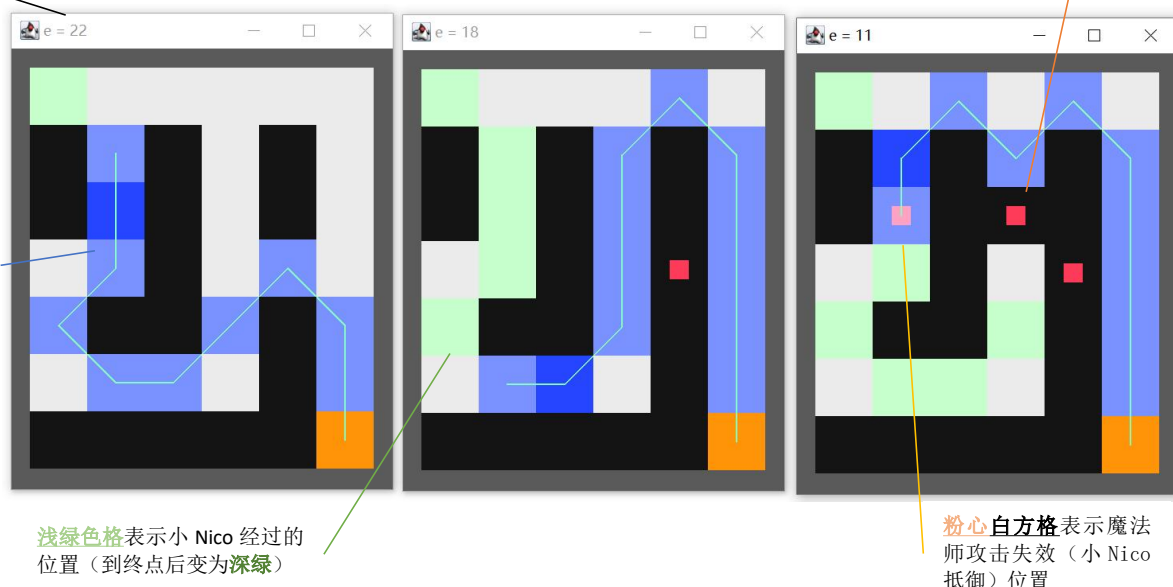 e = 22
e = 18
e = 11
浅绿色格表示小 Nico 经过的
位置（到终点后变为深绿）
粉心白方格表示魔法
师攻击失效（小 Nico
抵御）位置